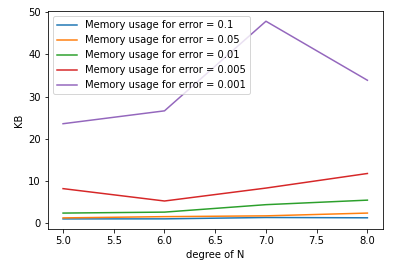 Memory usage for error = 0.1
Memory usage for error = 0.05
Memory usage for error = 0.01
Memory usage for error = 0.005
Memory usage for error = 0.001
50
40
30
20
10
0
KB
5.0 5.5 6.0 6.5 7.0 7.5 8.0
degree of N